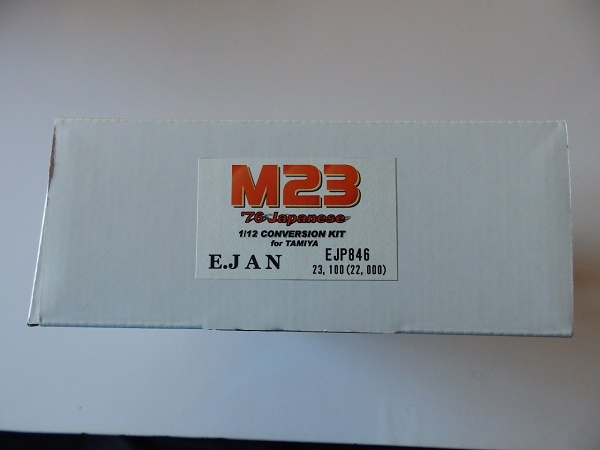 M23
'76 Japanese
1/12 CONVERSION KIT
for TAMIYA
E.JAN EJP846
23,100(22,000)